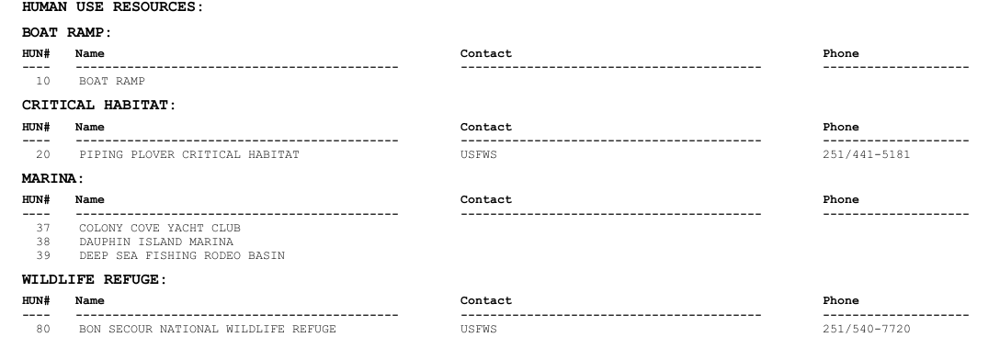 HUMAN USE RESOURCES:
BOAT RAMP:
HUN# Name Contact Phone
---- -------------------------------------------- ----------------------------------------- --------------------
10 BOAT RAMP
CRITICAL HABITAT:
HUN# Name Contact Phone
---- -------------------------------------------- ----------------------------------------- --------------------
20 PIPING PLOVER CRITICAL HABITAT USFWS 251/441-5181
MARINA:
HUN# Name Contact Phone
---- -------------------------------------------- ----------------------------------------- --------------------
37 COLONY COVE YACHT CLUB
38 DAUPHIN ISLAND MARINA
39 DEEP SEA FISHING RODEO BASIN
WILDLIFE REFUGE:
HUN# Name Contact Phone
---- -------------------------------------------- ----------------------------------------- --------------------
80 BON SECOUR NATIONAL WILDLIFE REFUGE USFWS 251/540-7720